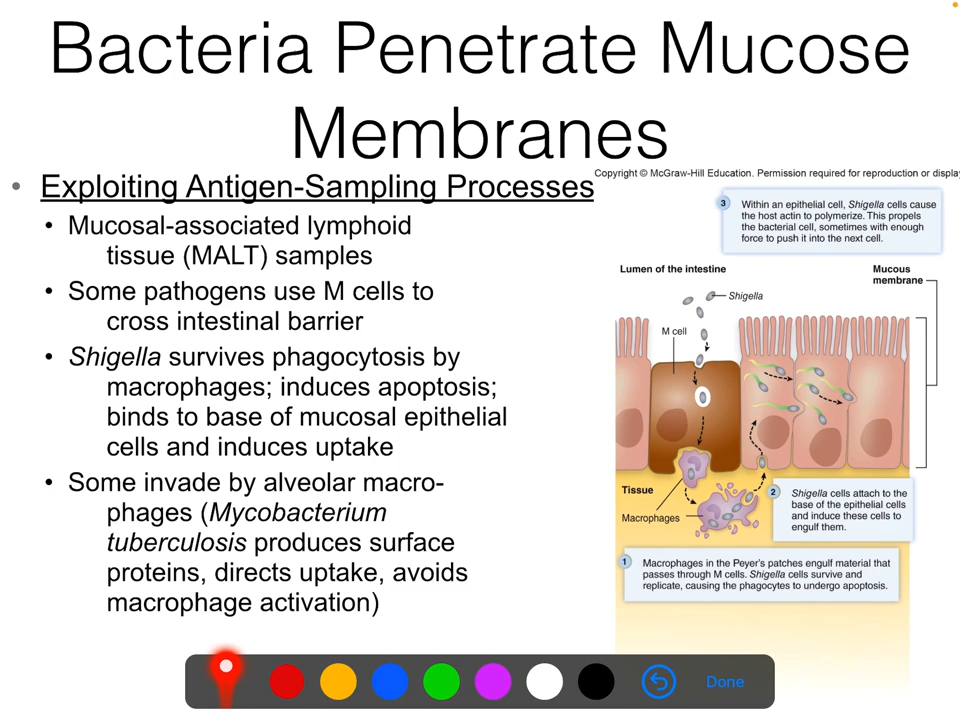 Bacteria Penetrate Mucose
Membranes
• Exploiting Antigen-Sampling Processes
• Mucosal-associated lymphoid
tissue (MALT) samples
• Some pathogens use M cells to
cross intestinal barrier
• Shigella survives phagocytosis by
macrophages; induces apoptosis;
binds to base of mucosal epithelial
cells and induces uptake
• Some invade by alveolar macro-
phages (Mycobacterium
tuberculosis produces surface
proteins, directs uptake, avoids
macrophage activation)
Copyright © McGraw-Hill Education. Permission required for reproduction or
3
Within an epithelial cell, Shigella cells cause
the host actin to polymerize. This propels
the bacterial cell, sometimes with enough
force to push it into the next cell.
Lumen of the intestine
Mucous
membrane
Shigella
M cell
Tissue
Macrophages
2
Shigella cells attach to the
base of the epithelial cells
and induce these cells to
engulf them.
1
Macrophages in the Peyer's patches engulf material that
passes through M cells. Shigella cells survive and
replicate, causing the phagocytes to undergo apoptosis.
Done